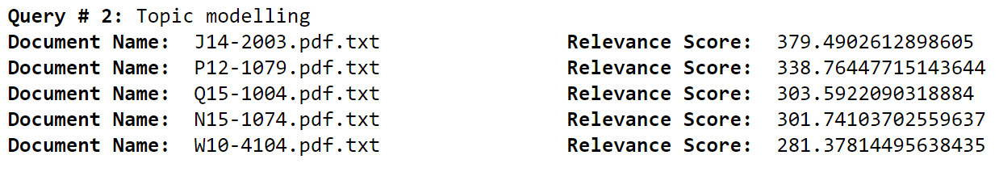 Query # 2: Topic modelling
Document Name: J14-2003.pdf.txt Relevance Score: 379.4902612898605
Document Name: P12-1079.pdf.txt Relevance Score: 338.76447715143644
Document Name: Q15-1004.pdf.txt Relevance Score: 303.5922090318884
Document Name: N15-1074.pdf.txt Relevance Score: 301.74103702559637
Document Name: W10-4104.pdf.txt Relevance Score: 281.37814495638435